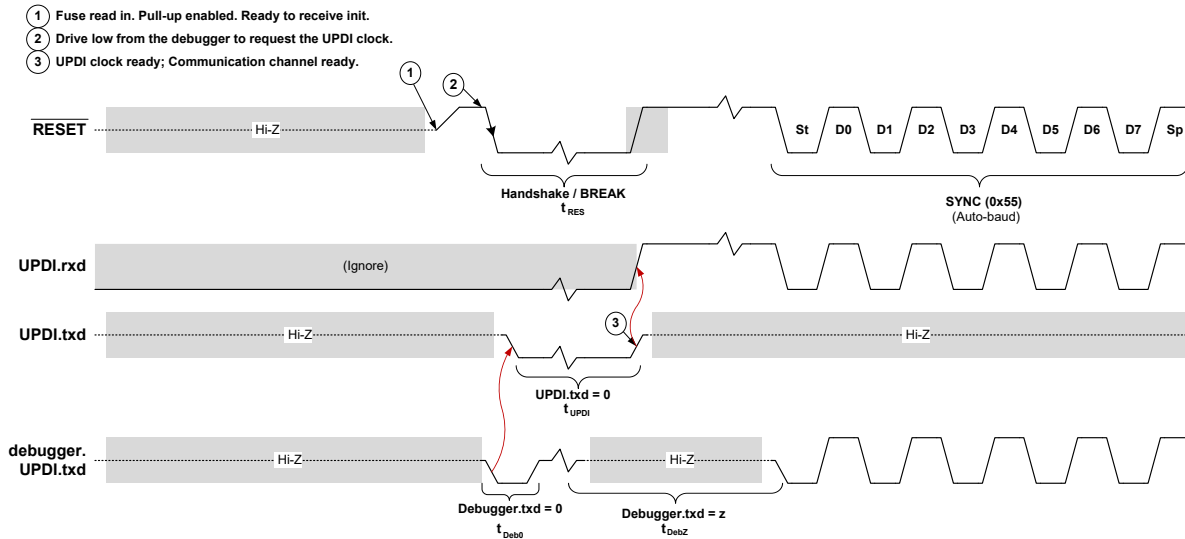 1 Fuse read in. Pull-up enabled. Ready to receive init.
2 Drive low from the debugger to request the UPDI clock.
3 UPDI clock ready; Communication channel ready.
1
2
RESET
Hi-Z
St D0 D1 D2 D3 D4 D5 D6 D7 Sp
Handshake / BREAK
tRES
SYNC (0x55)
(Auto-baud)
UPDI.rxd
(Ignore)
UPDI.txd
Hi-Z
3
Hi-Z
UPDI.txd = 0
tUPDI
debugger.
UPDI.txd
Hi-Z
Hi-Z
Debugger.txd = 0
tDeb0
Debugger.txd = z
tDebZ